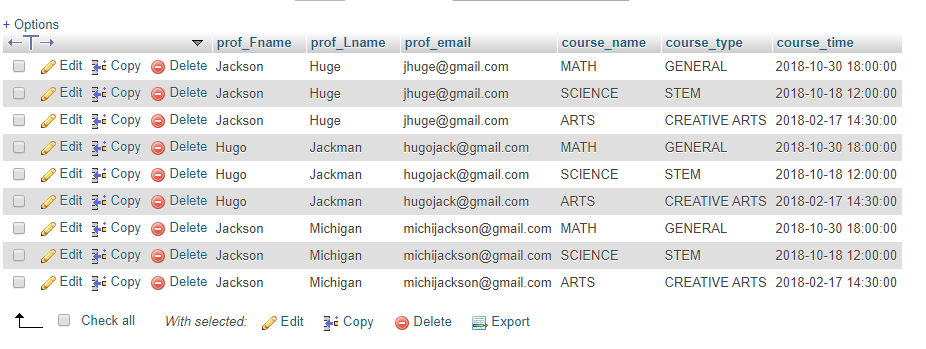 + Options
←T→ prof_Fname prof_Lname prof_email course_name course_type course_time
Edit Copy Delete Jackson Huge jhuge@gmail.com MATH GENERAL 2018-10-30 18:00:00
Edit Copy Delete Jackson Huge jhuge@gmail.com SCIENCE STEM 2018-10-18 12:00:00
Edit Copy Delete Jackson Huge jhuge@gmail.com ARTS CREATIVE ARTS 2018-02-17 14:30:00
Edit Copy Delete Hugo Jackman hugojack@gmail.com MATH GENERAL 2018-10-30 18:00:00
Edit Copy Delete Hugo Jackman hugojack@gmail.com SCIENCE STEM 2018-10-18 12:00:00
Edit Copy Delete Hugo Jackman hugojack@gmail.com ARTS CREATIVE ARTS 2018-02-17 14:30:00
Edit Copy Delete Jackson Michigan michijackson@gmail.com MATH GENERAL 2018-10-30 18:00:00
Edit Copy Delete Jackson Michigan michijackson@gmail.com SCIENCE STEM 2018-10-18 12:00:00
Edit Copy Delete Jackson Michigan michijackson@gmail.com ARTS CREATIVE ARTS 2018-02-17 14:30:00
Check all With selected: Edit Copy Delete Export